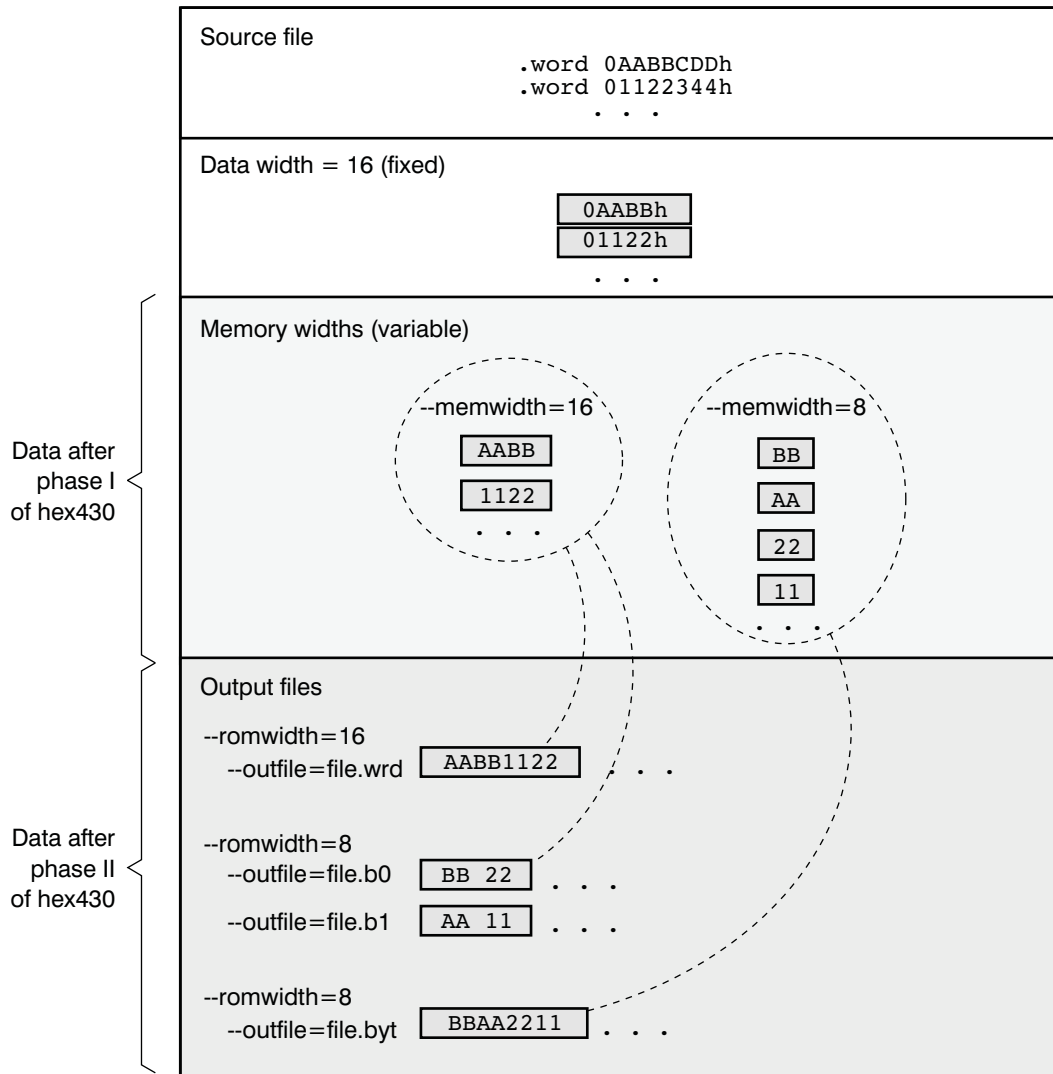 Source file
.word 0AABBCDDh
.word 01122344h
. . .
Data width = 16 (fixed)
0AABBh
01122h
. . .
Data after
phase I
of hex430
Memory widths (variable)
--memwidth=16
AABB
1122
. . .
--memwidth=8
BB
AA
22
11
. . .
Data after
phase II
of hex430
Output files
--romwidth=16
--outfile=file.wrd AABB1122 . . .
--romwidth=8
--outfile=file.b0 BB 22 . . .
--outfile=file.b1 AA 11 . . .
--romwidth=8
--outfile=file.byt BBAA2211 . . .